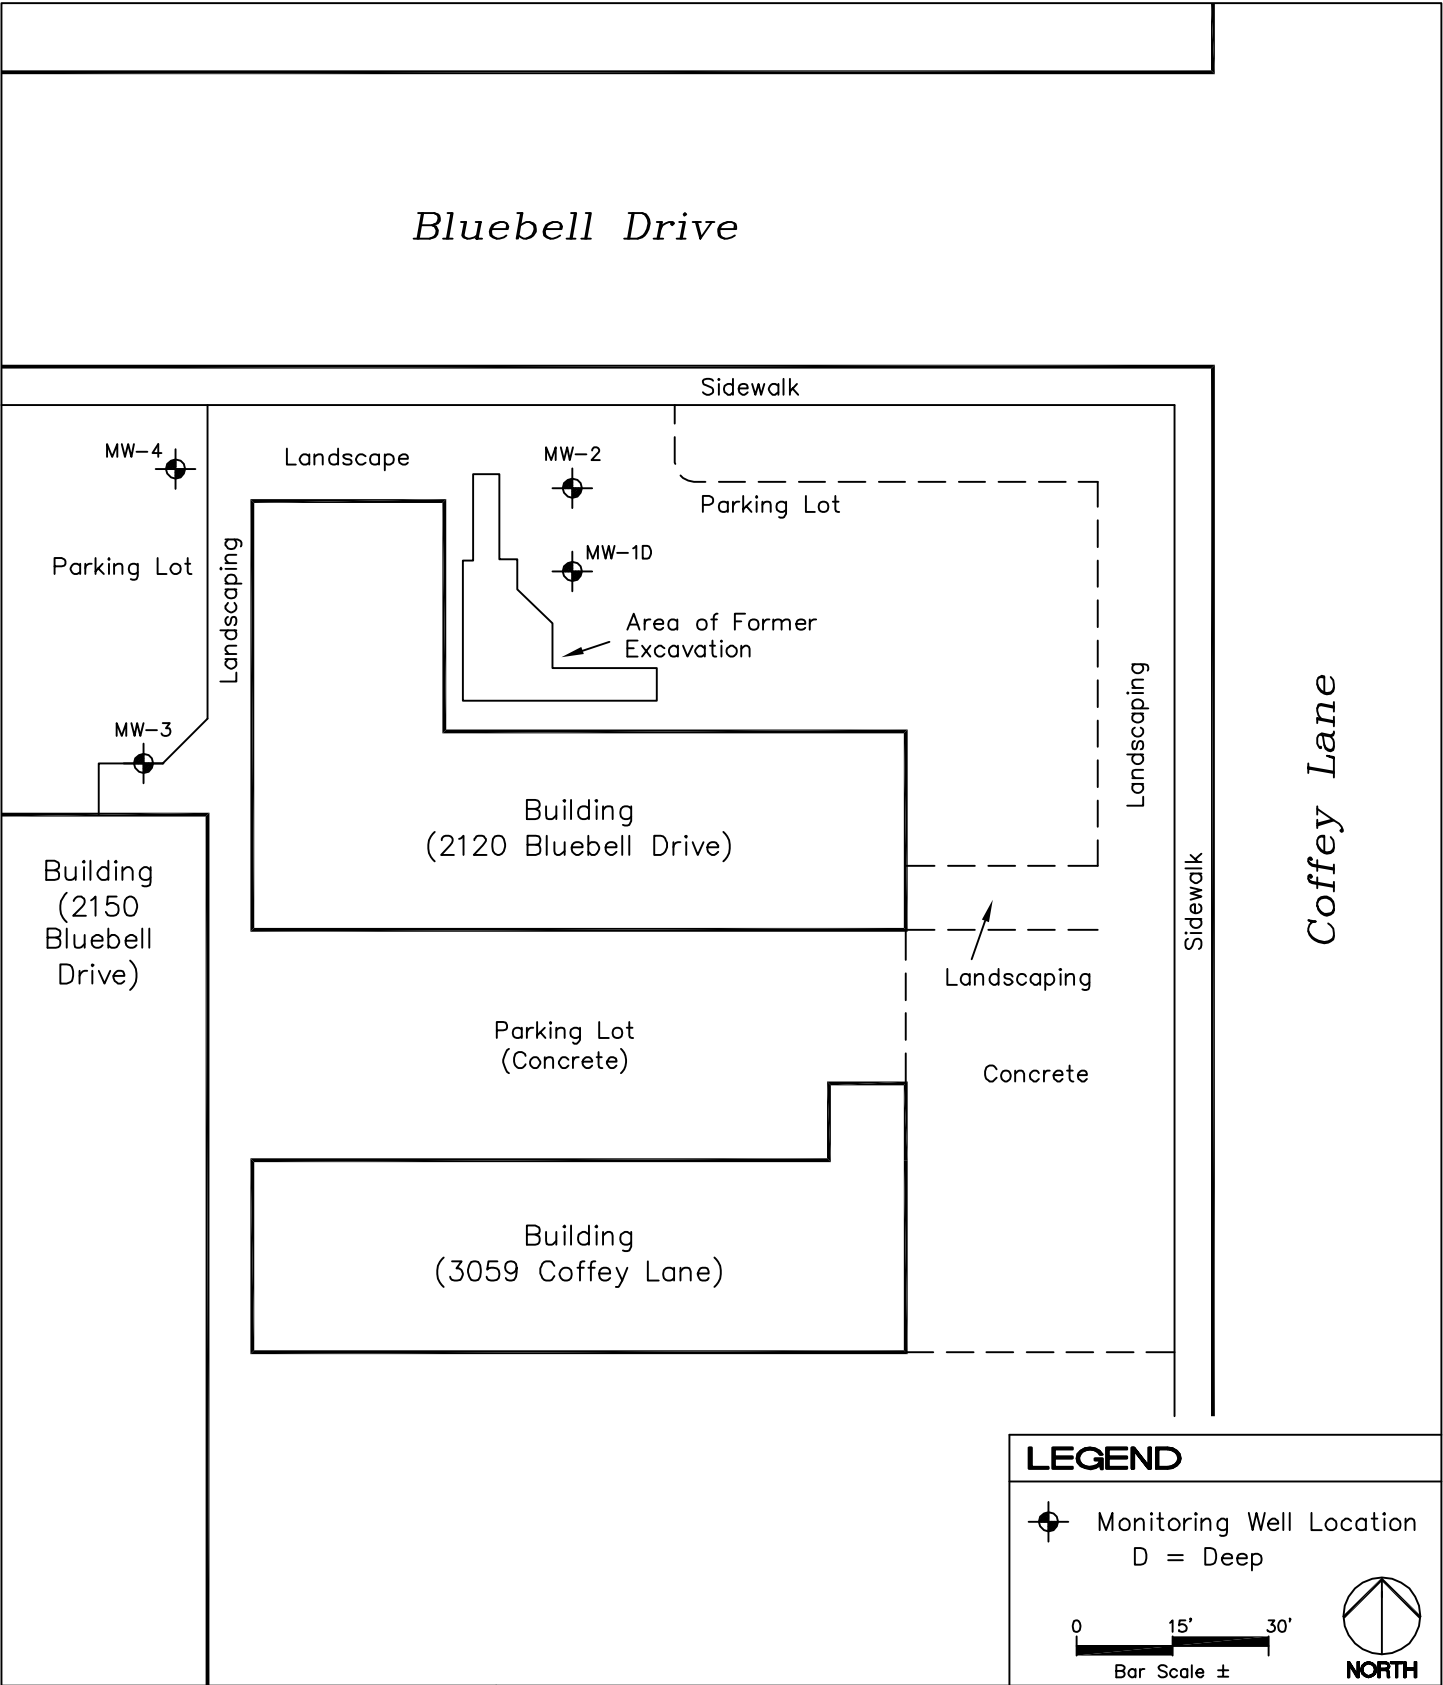 Bluebell Drive
Sidewalk
MW-4
Landscape
MW-2
Parking Lot
MW-1D
Parking Lot
Landscaping
Area of Former
Excavation
Landscaping
MW-3
Coffey Lane
Building
(2120 Bluebell Drive)
Building
(2150
Bluebell
Drive)
Sidewalk
Landscaping
Parking Lot
(Concrete)
Concrete
Building
(3059 Coffey Lane)
LEGEND
Monitoring Well Location
D = Deep
0 15' 30'
Bar Scale ±
NORTH